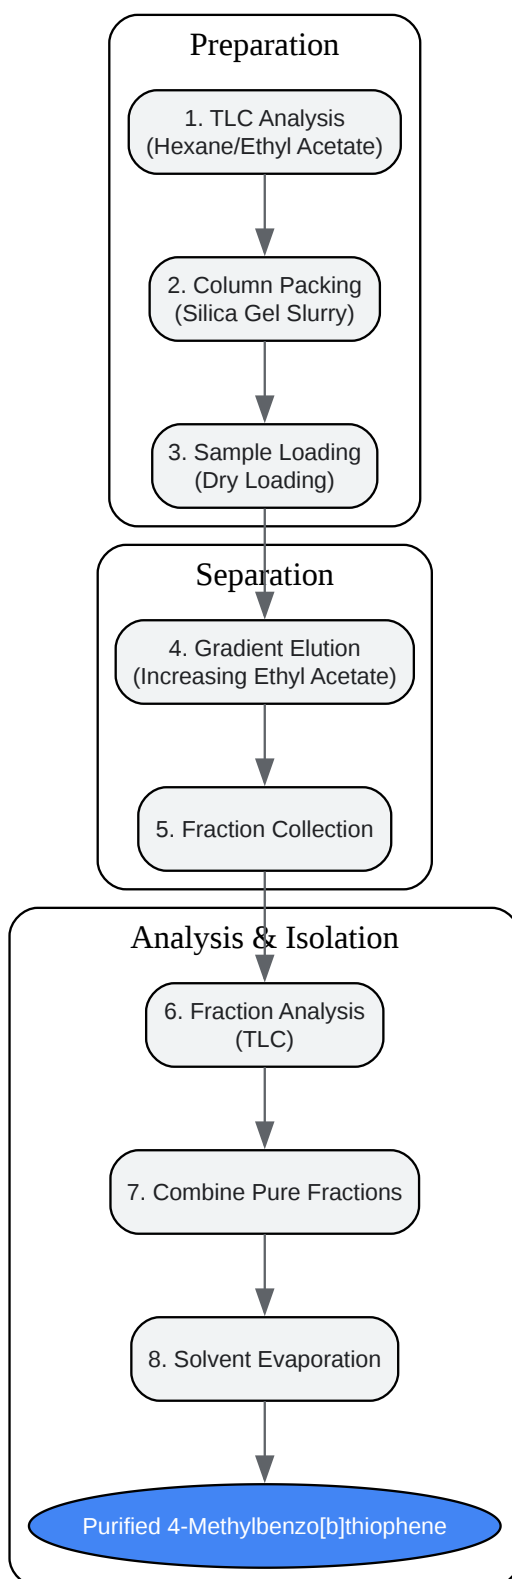 Preparation
1. TLC Analysis
(Hexane/Ethyl Acetate)
2. Column Packing
(Silica Gel Slurry)
3. Sample Loading
(Dry Loading)
Separation
4. Gradient Elution
(Increasing Ethyl Acetate)
5. Fraction Collection
Analysis & Isolation
6. Fraction Analysis
(TLC)
7. Combine Pure Fractions
8. Solvent Evaporation
Purified 4-Methylbenzo[b]thiophene